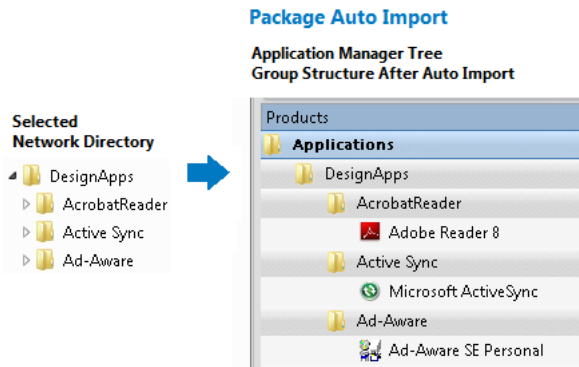 Package Auto Import
Application Manager Tree
Group Structure After Auto Import
Selected
Network Directory
DesignApps
AcrobatReader
Active Sync
Ad-Aware
Products
Applications
DesignApps
AcrobatReader
Adobe Reader 8
Active Sync
Microsoft ActiveSync
Ad-Aware
Ad-Aware SE Personal